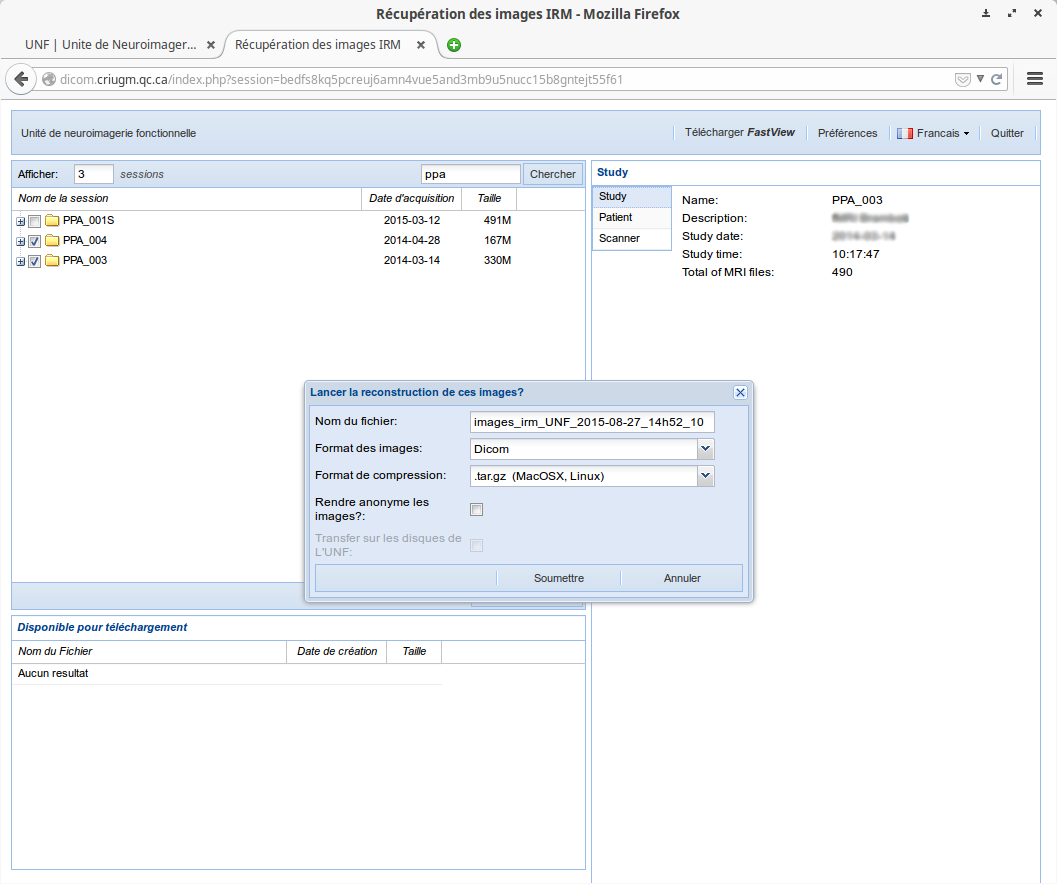 Récupération des images IRM - Mozilla Firefox
UNF | Unite de Neuroimager... Récupération des images IRM
dicom.criugm.qc.ca/index.php?session=bedfs8kq5pcreuj6amn4vue5and3mb9u5nucc15b8gntejt55f61
Unité de neuroimagerie fonctionnelle Télécharger FastView Préférences Francais Quitter
Afficher: 3 sessions ppa Chercher
Nom de la session Date d'acquisition Taille
PPA_001S 2015-03-12 491M
PPA_004 2014-04-28 167M
PPA_003 2014-03-14 330M
Study
Study
Patient
Scanner
Name: PPA_003
Description:
Study date: 2014-03-14
Study time: 10:17:47
Total of MRI files: 490
Lancer la reconstruction de ces images?
Nom du fichier: images_irm_UNF_2015-08-27_14h52_10
Format des images: Dicom
Format de compression: .tar.gz (MacOSX, Linux)
Rendre anonyme les
images?:
Transfer sur les disques de
L'UNF:
Soumettre Annuler
Disponible pour téléchargement
Nom du Fichier Date de création Taille
Aucun resultat